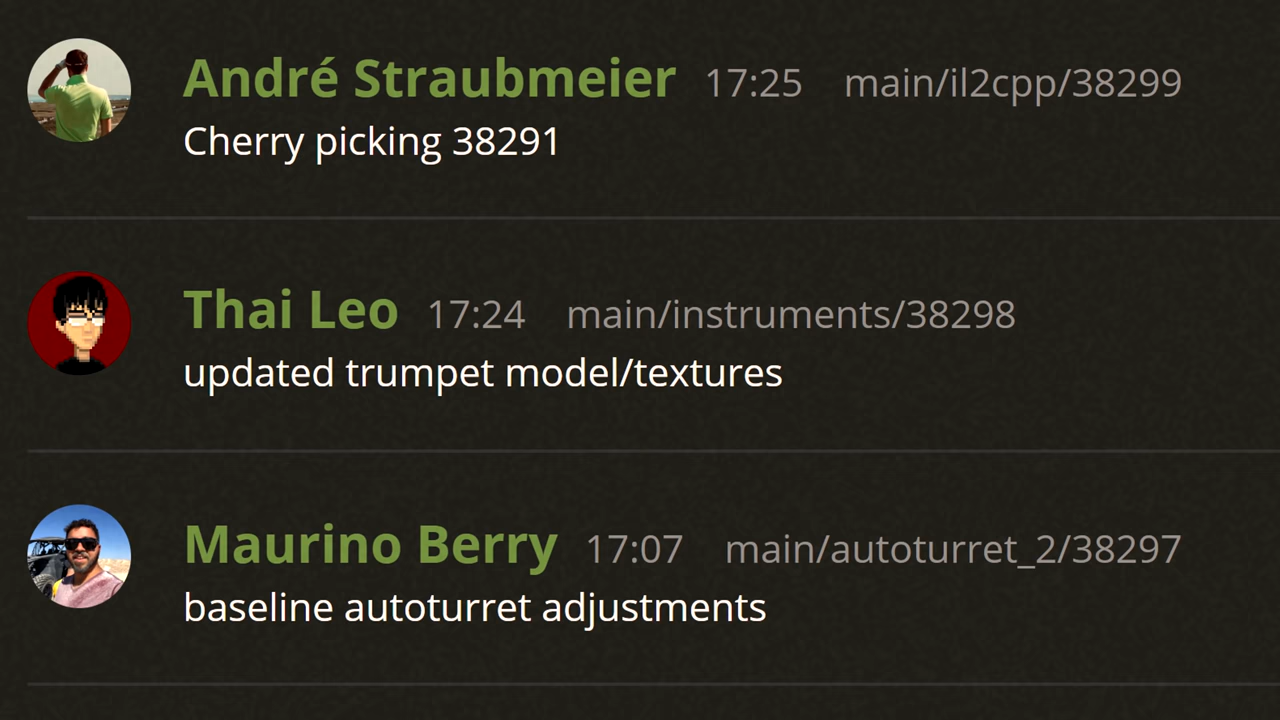 André Straubmeier 17:25 main/il2cpp/38299
Cherry picking 38291
Thai Leo 17:24 main/instruments/38298
updated trumpet model/textures
Maurino Berry 17:07 main/autoturret_2/38297
baseline autoturret adjustments